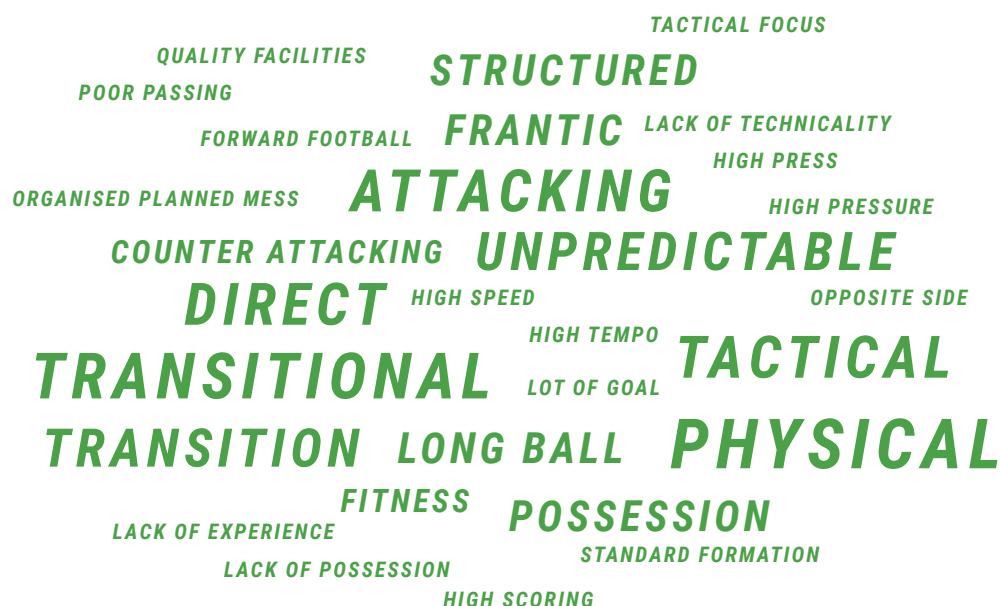 TACTICAL FOCUS
QUALITY FACILITIES
STRUCTURED
POOR PASSING
FORWARD FOOTBALL
FRANTIC
LACK OF TECHNICALITY
HIGH PRESS
ORGANISED PLANNED MESS
ATTACKING
HIGH PRESSURE
COUNTER ATTACKING
UNPREDICTABLE
DIRECT
HIGH SPEED
OPPOSITE SIDE
HIGH TEMPO
TACTICAL
TRANSITIONAL
LOT OF GOAL
TRANSITION
LONG BALL
PHYSICAL
FITNESS
POSSESSION
LACK OF EXPERIENCE
STANDARD FORMATION
LACK OF POSSESSION
HIGH SCORING